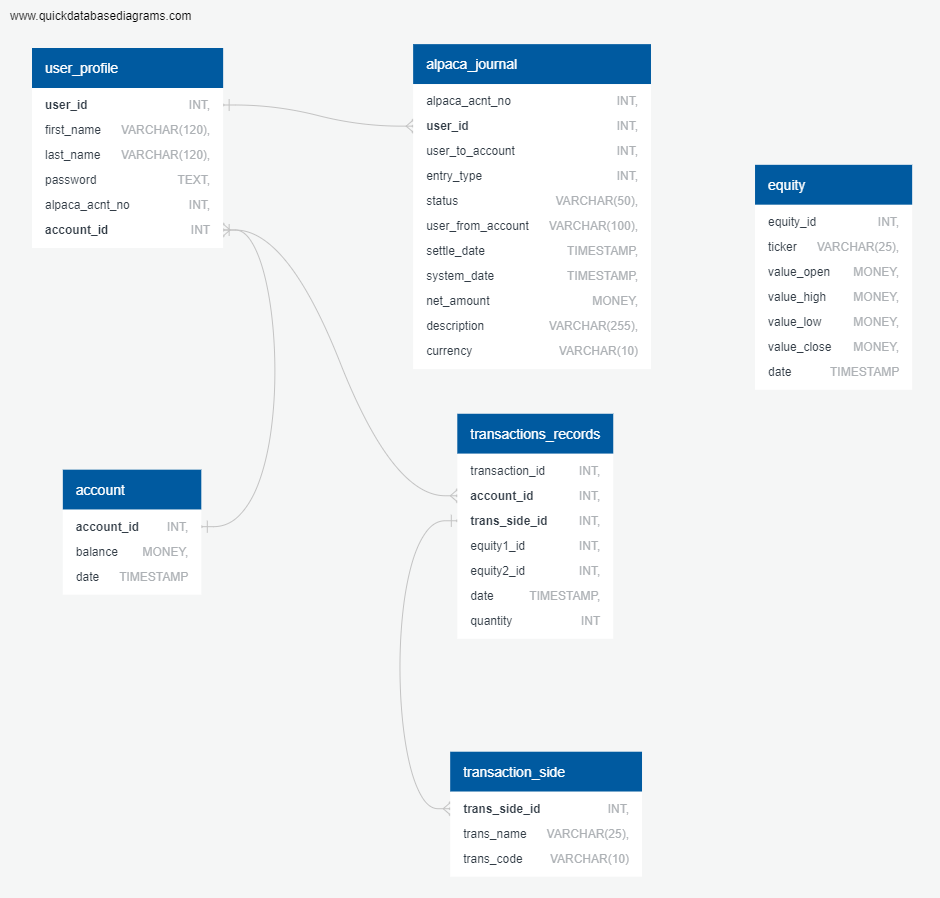 www.quickdatabasediagrams.com
user_profile
user_id INT,
first_name VARCHAR(120),
last_name VARCHAR(120),
password TEXT,
alpaca_acnt_no INT,
account_id INT
alpaca_journal
alpaca_acnt_no INT,
user_id INT,
user_to_account INT,
entry_type INT,
status VARCHAR(50),
user_from_account VARCHAR(100),
settle_date TIMESTAMP,
system_date TIMESTAMP,
net_amount MONEY,
description VARCHAR(255),
currency VARCHAR(10)
equity
equity_id INT,
ticker VARCHAR(25),
value_open MONEY,
value_high MONEY,
value_low MONEY,
value_close MONEY,
date TIMESTAMP
account
account_id INT,
balance MONEY,
date TIMESTAMP
transactions_records
transaction_id INT,
account_id INT,
trans_side_id INT,
equity1_id INT,
equity2_id INT,
date TIMESTAMP,
quantity INT
transaction_side
trans_side_id INT,
trans_name VARCHAR(25),
trans_code VARCHAR(10)